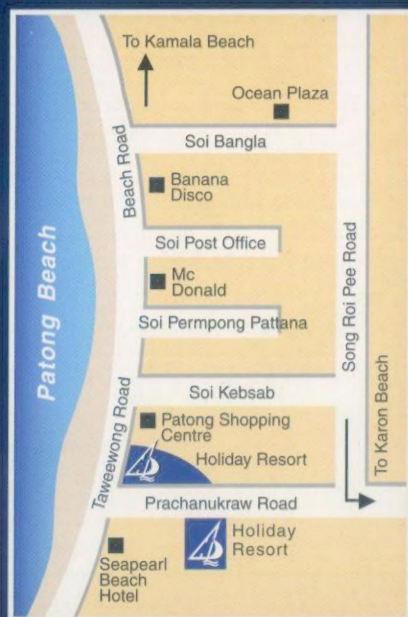 To Kamala Beach
Ocean Plaza
Soi Bangla
Beach Road
Banana
Disco
Soi Post Office
Mc
Donald
Soi Permpong Pattana
Patong Beach
Song Roi Pee Road
Soi Kebsab
Taweewong Road
Patong Shopping
Centre
Holiday Resort
To Karon Beach
Prachanukraw Road
Holiday
Resort
Seapearl
Beach
Hotel